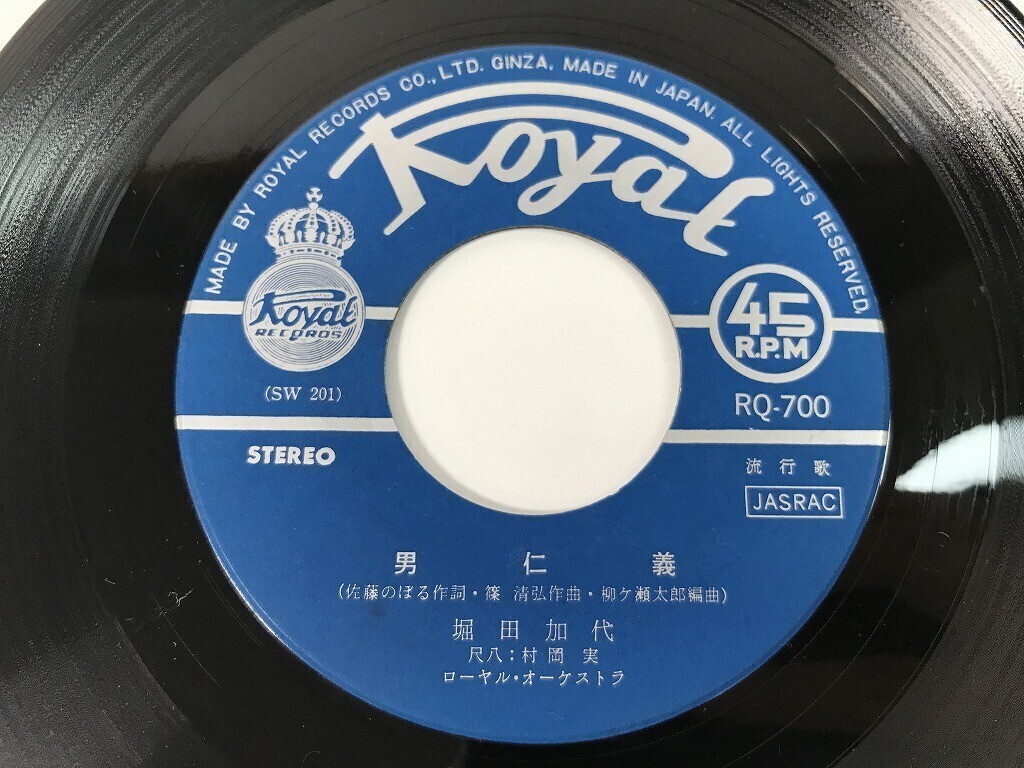 MADE BY ROYAL RECORDS CO., LTD. GINZA, MADE IN JAPAN. ALL LIGHTS RESERVED.
Royal
Royal
RECORDS
45
R.P.M
(SW 201)
RQ-700
STEREO
流行歌
JASRAC
男仁義
(佐藤のぼる作詞・篠 清弘作曲・柳ケ瀬太郎編曲)
堀田加代
尺八:村岡実
ローヤル・オーケストラ